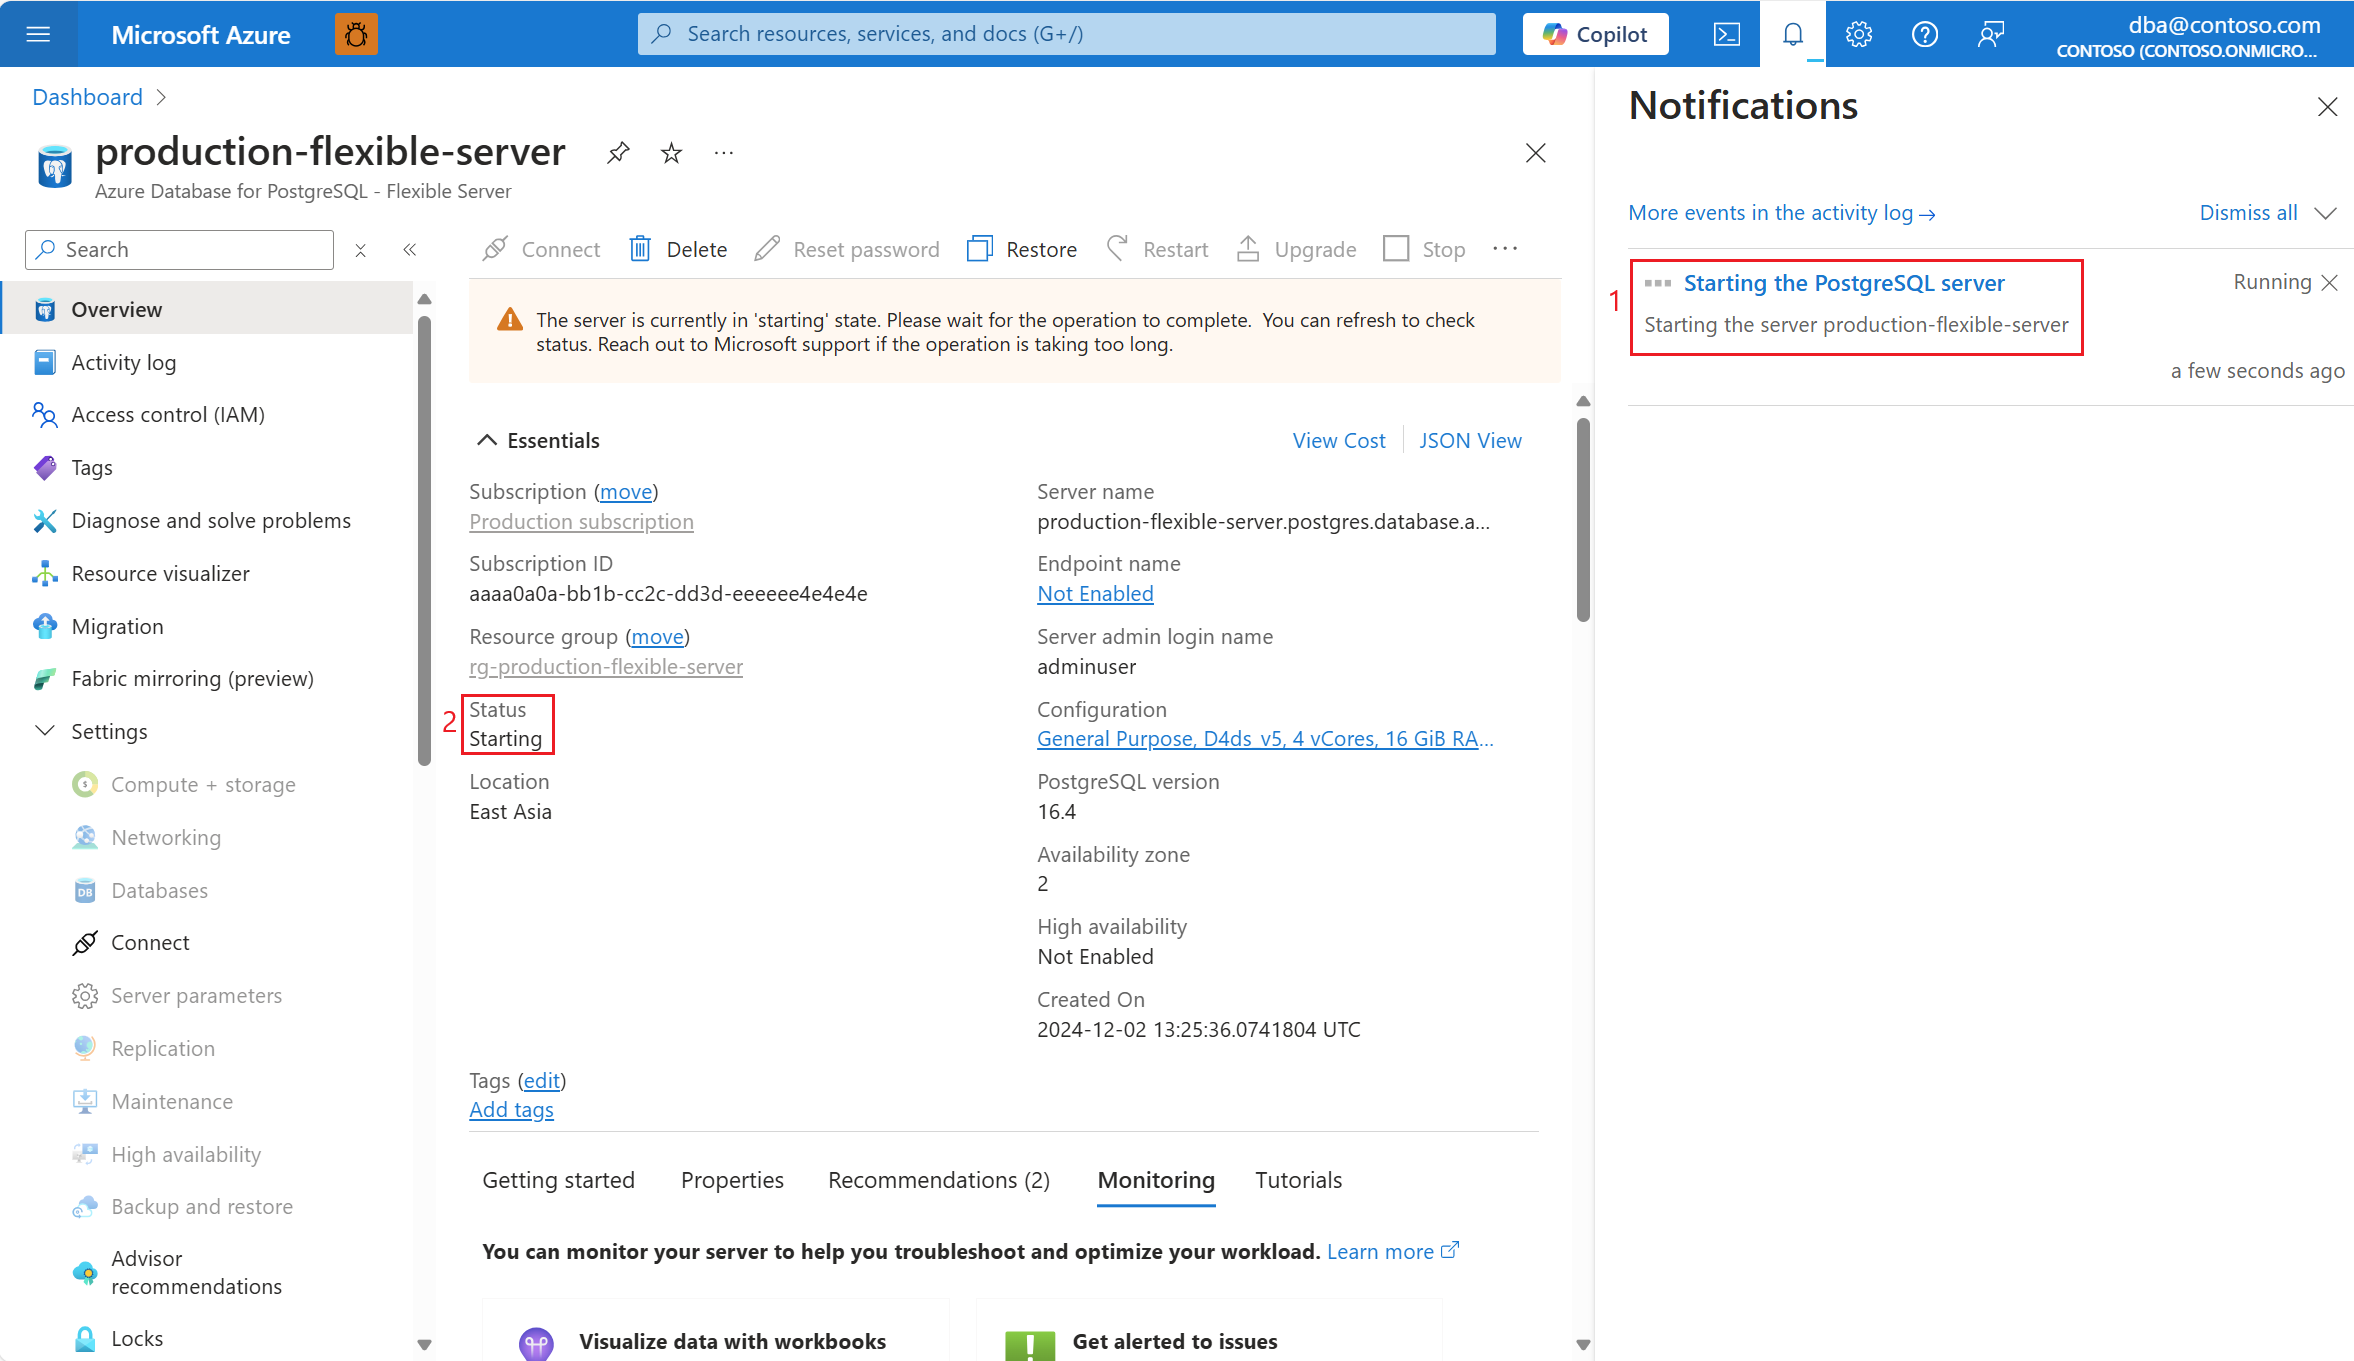 Microsoft Azure
Search resources, services, and docs (G+/)
Copilot
dba@contoso.com
CONTOSO (CONTOSO.ONMICRO...
Dashboard
production-flexible-server
Azure Database for PostgreSQL - Flexible Server
Search
Overview
Activity log
Access control (IAM)
Tags
Diagnose and solve problems
Resource visualizer
Migration
Fabric mirroring (preview)
Settings
Compute + storage
Networking
Databases
Connect
Server parameters
Replication
Maintenance
High availability
Backup and restore
Advisor
recommendations
Locks
Connect
Delete
Reset password
Restore
Restart
Upgrade
Stop
The server is currently in 'starting' state. Please wait for the operation to complete.  You can refresh to check
status. Reach out to Microsoft support if the operation is taking too long.
Essentials
View Cost
JSON View
Subscription (move)
Production subscription
Subscription ID
aaaa0a0a-bb1b-cc2c-dd3d-eeeeee4e4e4e
Resource group (move)
rg-production-flexible-server
2
Status
Starting
Location
East Asia
Server name
production-flexible-server.postgres.database.a...
Endpoint name
Not Enabled
Server admin login name
adminuser
Configuration
General Purpose, D4ds_v5, 4 vCores, 16 GiB RA...
PostgreSQL version
16.4
Availability zone
2
High availability
Not Enabled
Created On
2024-12-02 13:25:36.0741804 UTC
Tags (edit)
Add tags
Getting started
Properties
Recommendations (2)
Monitoring
Tutorials
You can monitor your server to help you troubleshoot and optimize your workload. Learn more
Visualize data with workbooks
Get alerted to issues
Notifications
More events in the activity log →
Dismiss all
1
Starting the PostgreSQL server
Running
Starting the server production-flexible-server
a few seconds ago